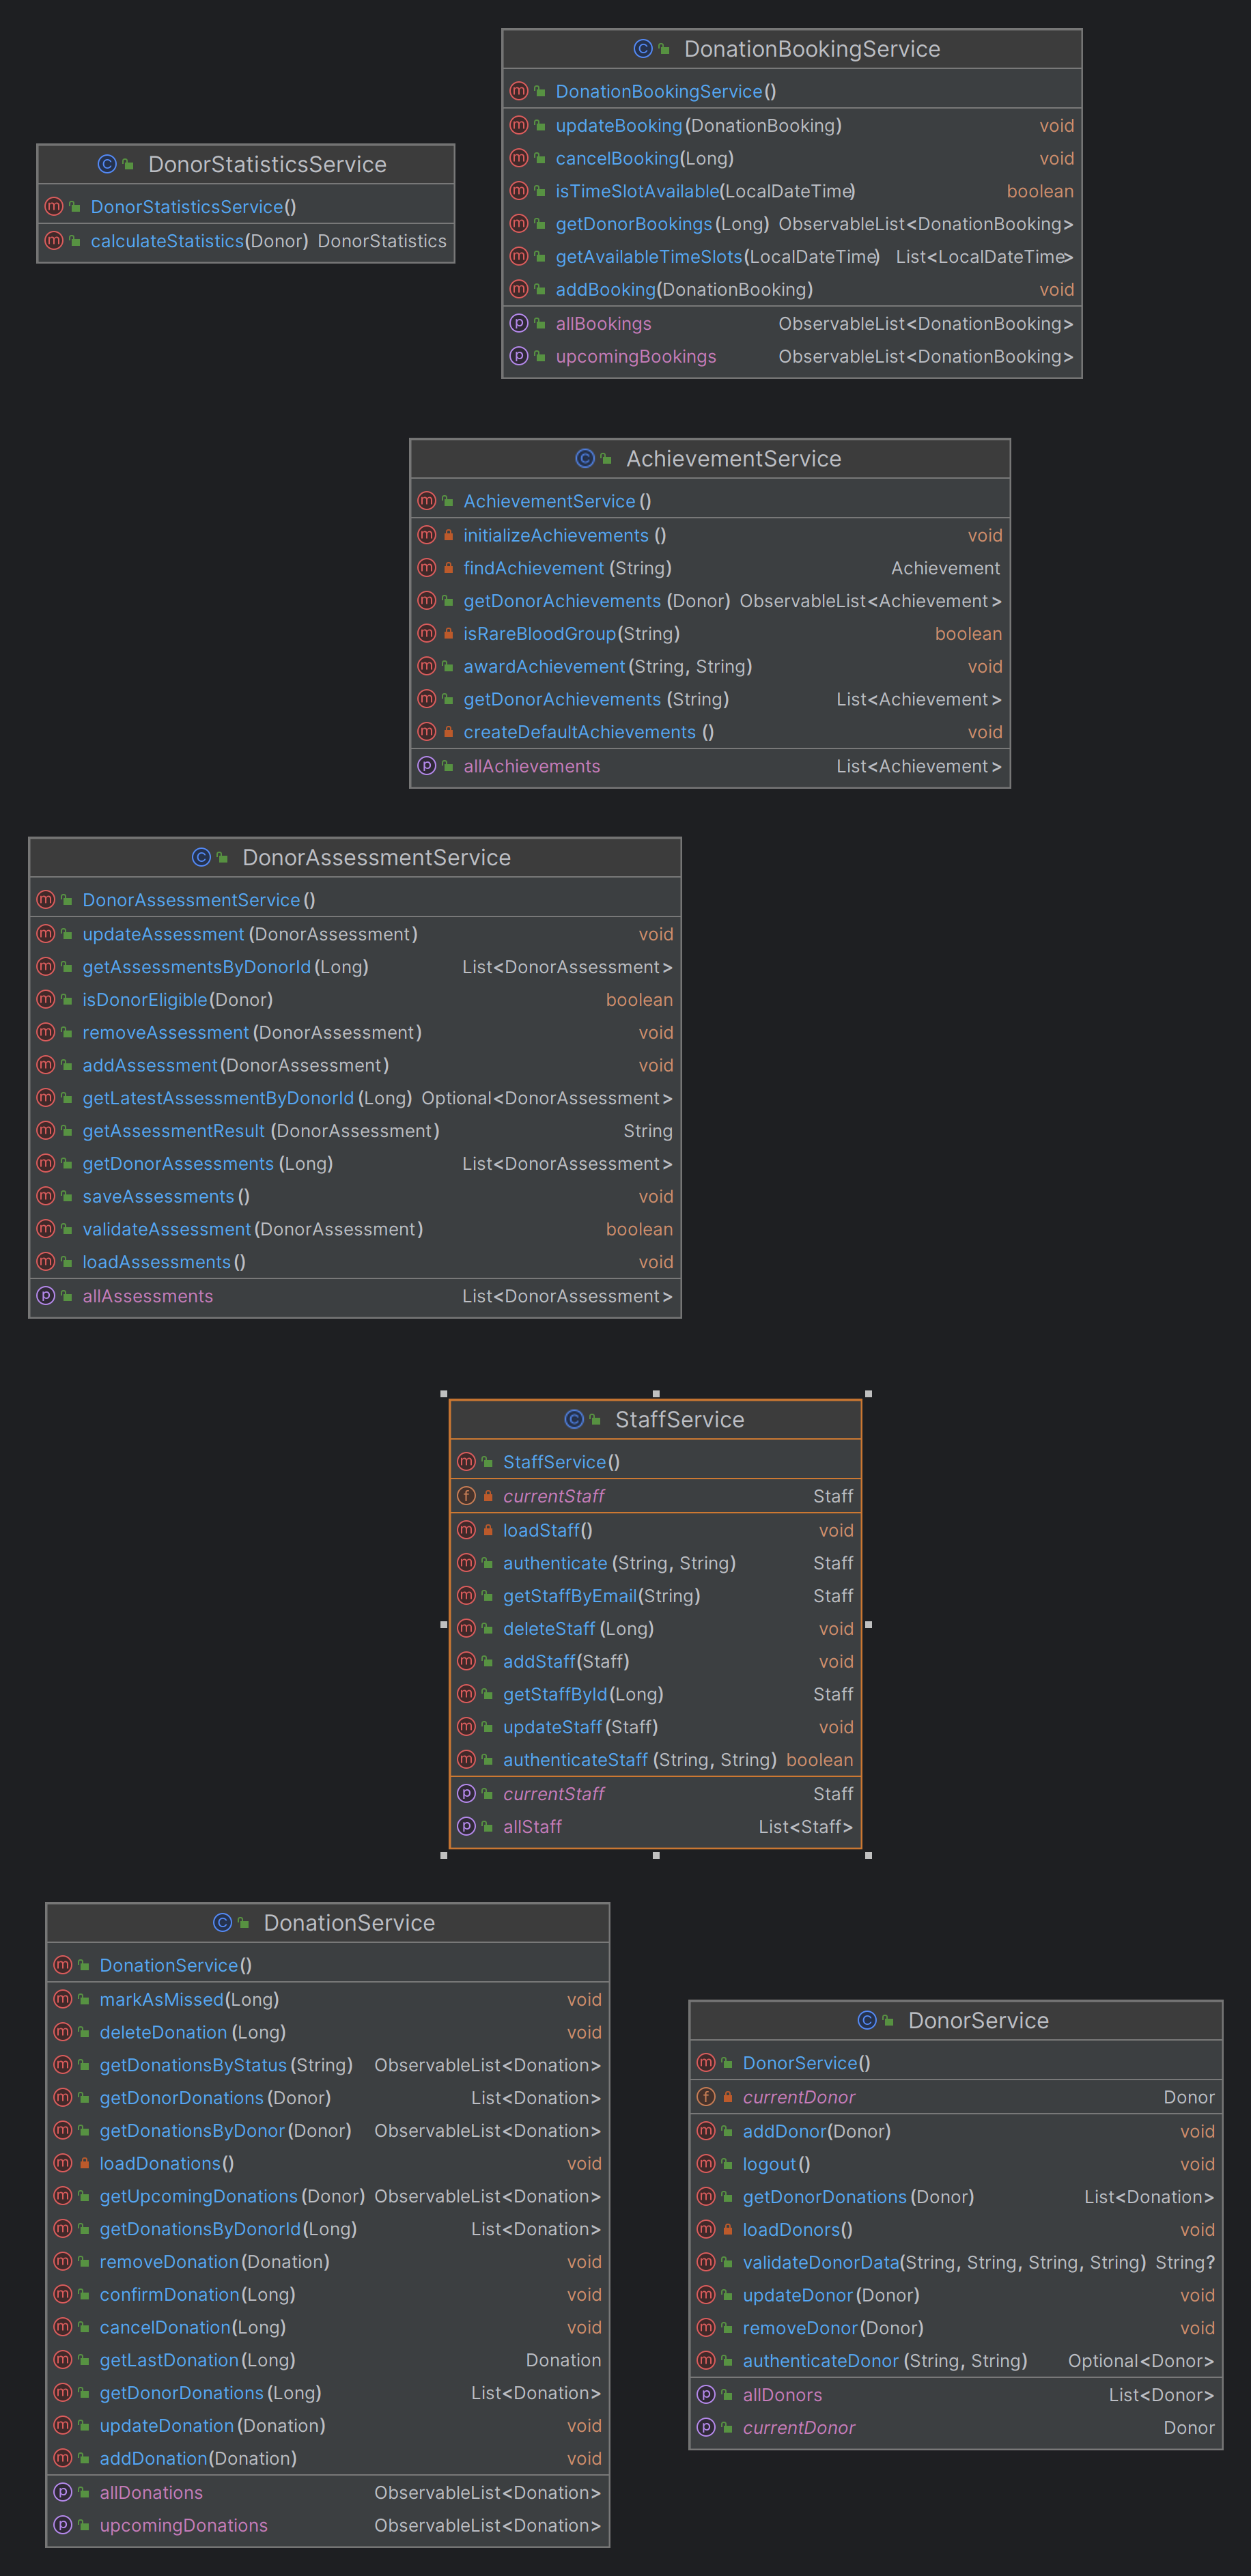 DonationBookingService
DonationBookingService()
updateBooking(DonationBooking) void
cancelBooking(Long) void
isTimeSlotAvailable(LocalDateTime) boolean
getDonorBookings(Long) ObservableList<DonationBooking>
getAvailableTimeSlots(LocalDateTime) List<LocalDateTime>
addBooking(DonationBooking) void
allBookings ObservableList<DonationBooking>
upcomingBookings ObservableList<DonationBooking>
DonorStatisticsService
DonorStatisticsService()
calculateStatistics(Donor) DonorStatistics
AchievementService
AchievementService()
initializeAchievements() void
findAchievement(String) Achievement
getDonorAchievements(Donor) ObservableList<Achievement>
isRareBloodGroup(String) boolean
awardAchievement(String, String) void
getDonorAchievements(String) List<Achievement>
createDefaultAchievements() void
allAchievements List<Achievement>
DonorAssessmentService
DonorAssessmentService()
updateAssessment(DonorAssessment) void
getAssessmentsByDonorId(Long) List<DonorAssessment>
isDonorEligible(Donor) boolean
removeAssessment(DonorAssessment) void
addAssessment(DonorAssessment) void
getLatestAssessmentByDonorId(Long) Optional<DonorAssessment>
getAssessmentResult(DonorAssessment) String
getDonorAssessments(Long) List<DonorAssessment>
saveAssessments() void
validateAssessment(DonorAssessment) boolean
loadAssessments() void
allAssessments List<DonorAssessment>
StaffService
StaffService()
currentStaff Staff
loadStaff() void
authenticate(String, String) Staff
getStaffByEmail(String) Staff
deleteStaff(Long) void
addStaff(Staff) void
getStaffById(Long) Staff
updateStaff(Staff) void
authenticateStaff(String, String) boolean
currentStaff Staff
allStaff List<Staff>
DonationService
DonationService()
markAsMissed(Long) void
deleteDonation(Long) void
getDonationsByStatus(String) ObservableList<Donation>
getDonorDonations(Donor) List<Donation>
getDonationsByDonor(Donor) ObservableList<Donation>
loadDonations() void
getUpcomingDonations(Donor) ObservableList<Donation>
getDonationsByDonorId(Long) List<Donation>
removeDonation(Donation) void
confirmDonation(Long) void
cancelDonation(Long) void
getLastDonation(Long) Donation
getDonorDonations(Long) List<Donation>
updateDonation(Donation) void
addDonation(Donation) void
allDonations ObservableList<Donation>
upcomingDonations ObservableList<Donation>
DonorService
DonorService()
currentDonor Donor
addDonor(Donor) void
logout() void
getDonorDonations(Donor) List<Donation>
loadDonors() void
validateDonorData(String, String, String, String) String?
updateDonor(Donor) void
removeDonor(Donor) void
authenticateDonor(String, String) Optional<Donor>
allDonors List<Donor>
currentDonor Donor